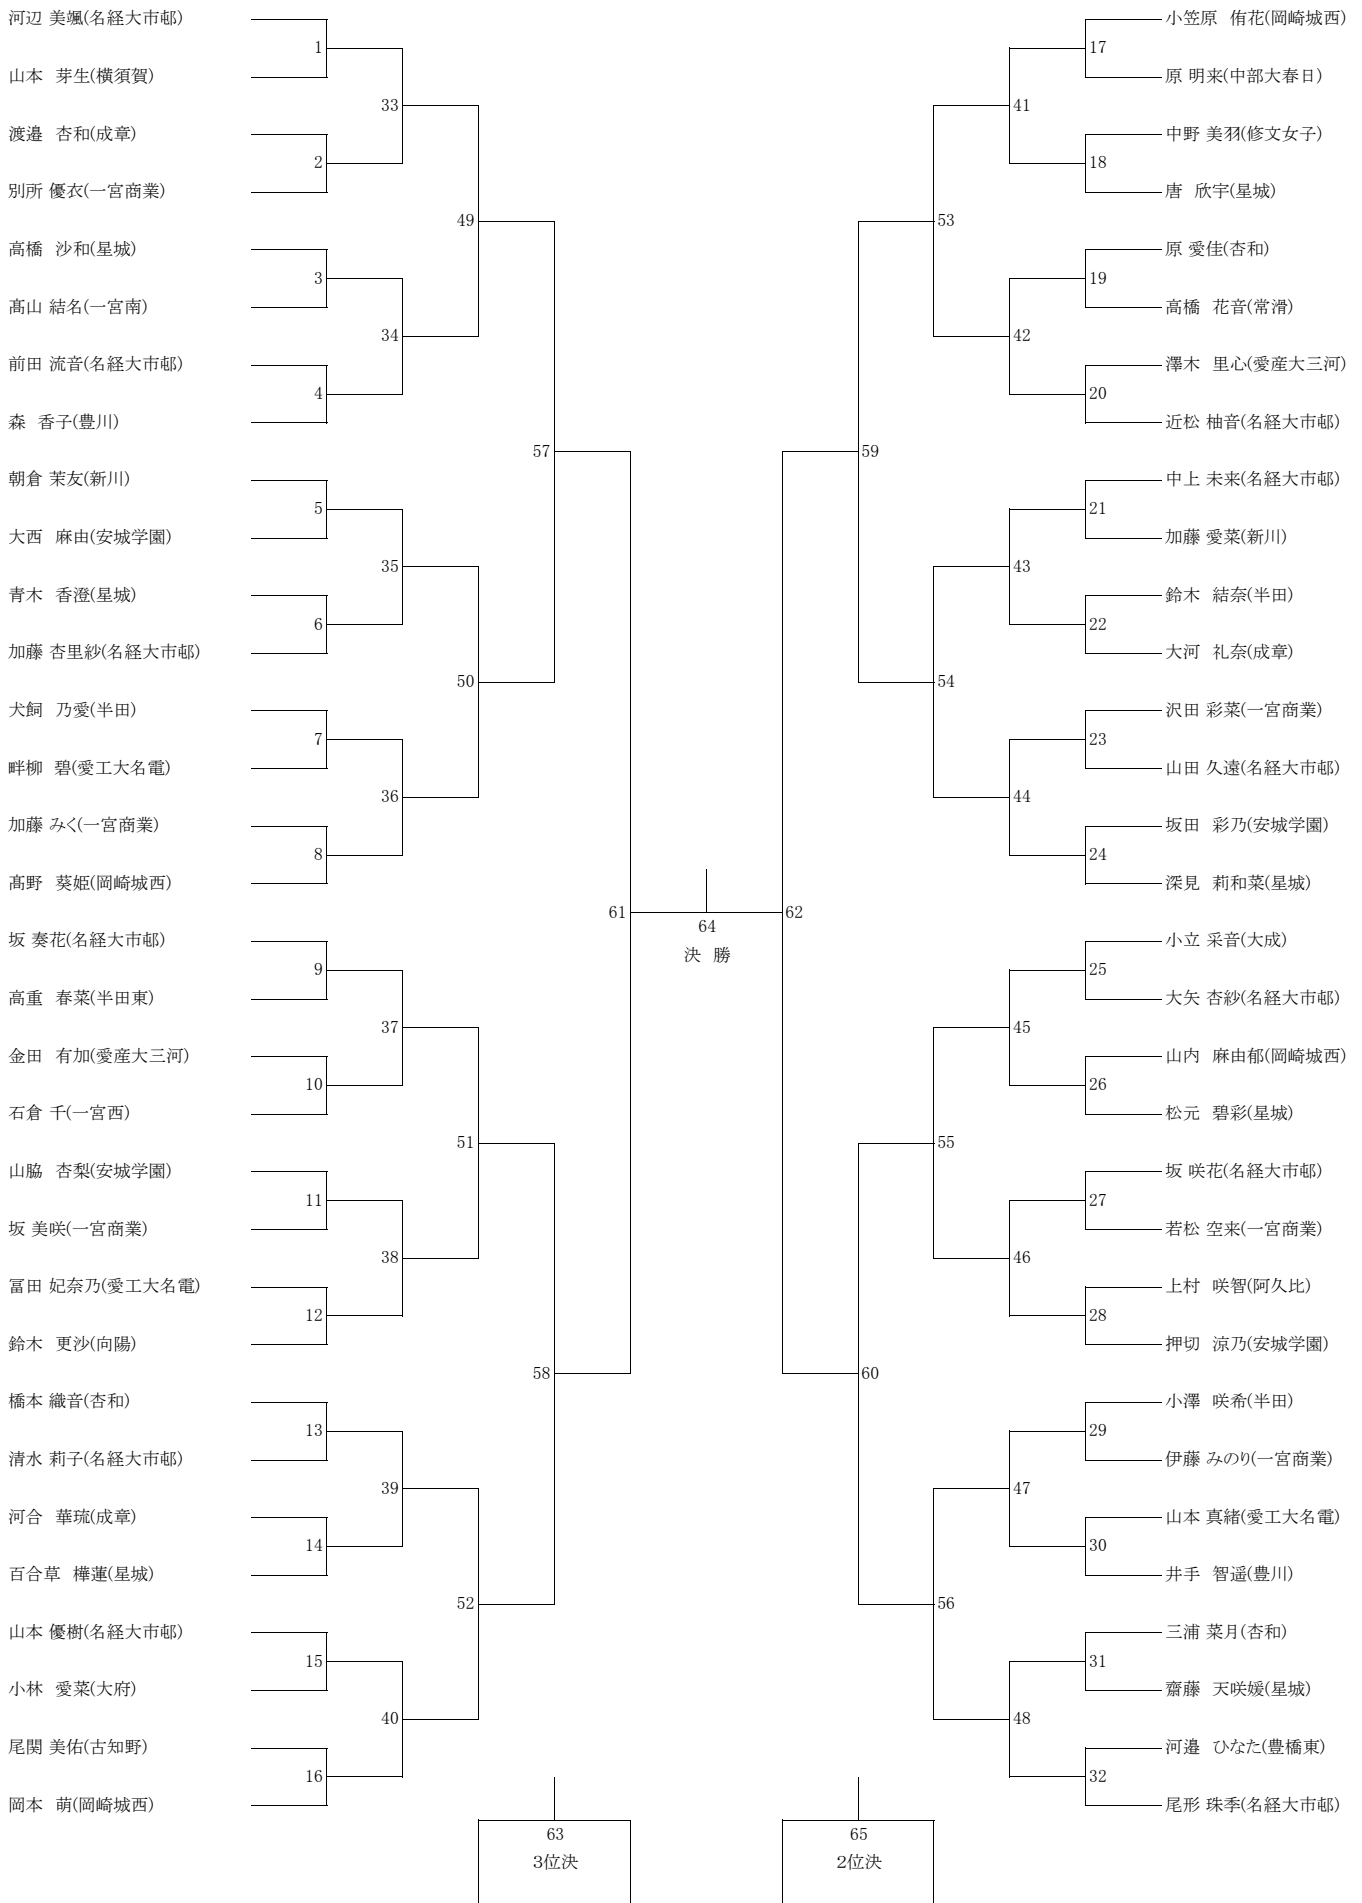 河辺 美颯(名経大市邨)
1
山本 芽生(横須賀)
33
渡邉 杏和(成章)
2
別所 優衣(一宮商業)
49
高橋 沙和(星城)
3
髙山 結名(一宮南)
34
前田 流音(名経大市邨)
4
森 香子(豊川)
57
朝倉 茉友(新川)
5
大西 麻由(安城学園)
35
青木 香澄(星城)
6
加藤 杏里紗(名経大市邨)
50
犬飼 乃愛(半田)
7
畔柳 碧(愛工大名電)
36
加藤 みく(一宮商業)
8
髙野 葵姫(岡崎城西)
61
坂 奏花(名経大市邨)
9
高重 春菜(半田東)
37
金田 有加(愛産大三河)
10
石倉 千(一宮西)
51
山脇 杏梨(安城学園)
11
坂 美咲(一宮商業)
38
冨田 妃奈乃(愛工大名電)
12
鈴木 更沙(向陽)
58
橋本 織音(杏和)
13
清水 莉子(名経大市邨)
39
河合 華琉(成章)
14
百合草 樺蓮(星城)
52
山本 優樹(名経大市邨)
15
小林 愛菜(大府)
40
尾関 美佑(古知野)
16
岡本 萌(岡崎城西)
64
決 勝
63
3位決
小笠原 侑花(岡崎城西)
17
原 明来(中部大春日)
41
中野 美羽(修文女子)
18
唐 欣宇(星城)
53
原 愛佳(杏和)
19
高橋 花音(常滑)
42
澤木 里心(愛産大三河)
20
近松 柚音(名経大市邨)
59
中上 未来(名経大市邨)
21
加藤 愛菜(新川)
43
鈴木 結奈(半田)
22
大河 礼奈(成章)
54
沢田 彩菜(一宮商業)
23
山田 久遠(名経大市邨)
44
坂田 彩乃(安城学園)
24
深見 莉和菜(星城)
62
小立 采音(大成)
25
大矢 杏紗(名経大市邨)
45
山内 麻由郁(岡崎城西)
26
松元 碧彩(星城)
55
坂 咲花(名経大市邨)
27
若松 空来(一宮商業)
46
上村 咲智(阿久比)
28
押切 涼乃(安城学園)
60
小澤 咲希(半田)
29
伊藤 みのり(一宮商業)
47
山本 真緒(愛工大名電)
30
井手 智遥(豊川)
56
三浦 菜月(杏和)
31
齋藤 天咲媛(星城)
48
河邉 ひなた(豊橋東)
32
尾形 珠季(名経大市邨)
65
2位決